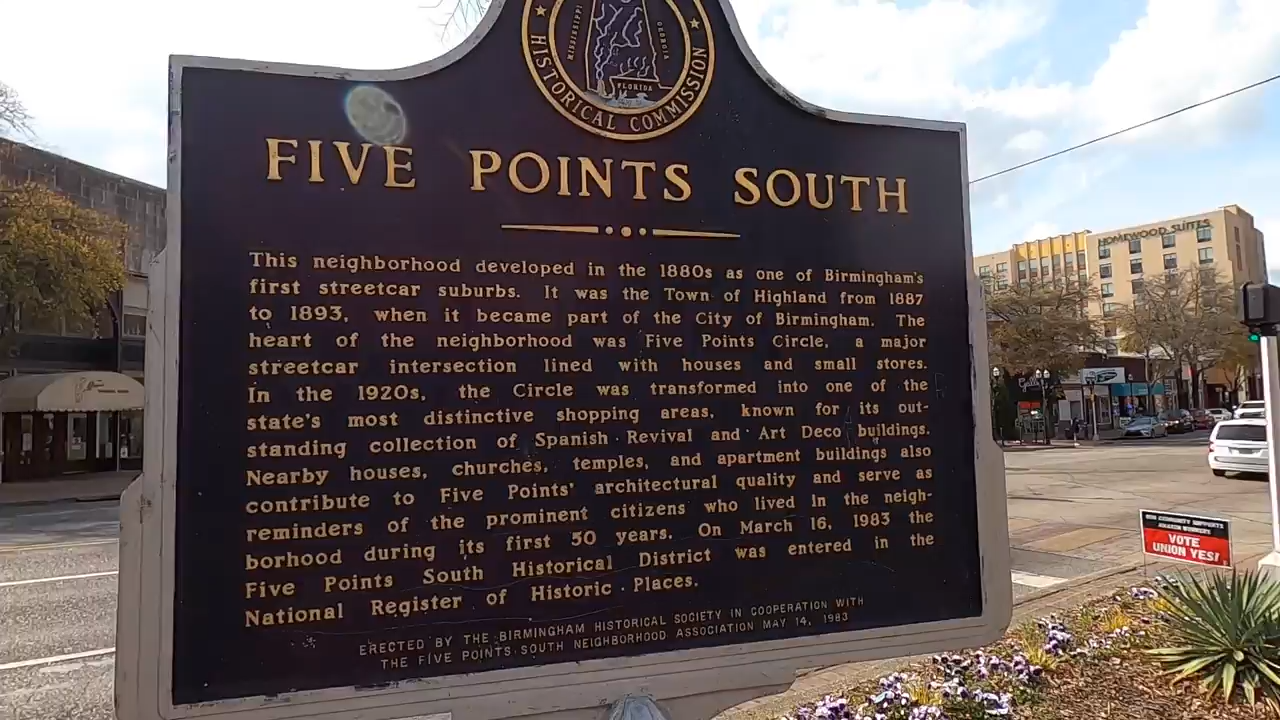 MISSISSIPPI
GEORGIA
FLORIDA
HISTORICAL COMMISSION
FIVE POINTS SOUTH
This neighborhood developed in the 1880s as one of Birmingham's
first streetcar suburbs. It was the Town of Highland from 1887
to 1893, when it became part of the City of Birmingham. The
heart of the neighborhood was Five Points Circle, a major
streetcar intersection lined with houses and small stores.
In the 1920s, the Circle was transformed into one of the
state's most distinctive shopping areas, known for its out-
standing collection of Spanish Revival and Art Deco buildings.
Nearby houses, churches, temples, and apartment buildings also
contribute to Five Points' architectural quality and serve as
reminders of the prominent citizens who lived in the neigh-
borhood during its first 50 years. On March 16, 1983 the
Five Points South Historical District was entered in the
National Register of Historic Places.
ERECTED BY THE BIRMINGHAM HISTORICAL SOCIETY IN COOPERATION WITH
THE FIVE POINTS SOUTH NEIGHBORHOOD ASSOCIATION MAY 14, 1983
HOMEWOOD SUITES
OUR COMMUNITY SUPPORTS
AMAZON WORKERS
VOTE
UNION YES!